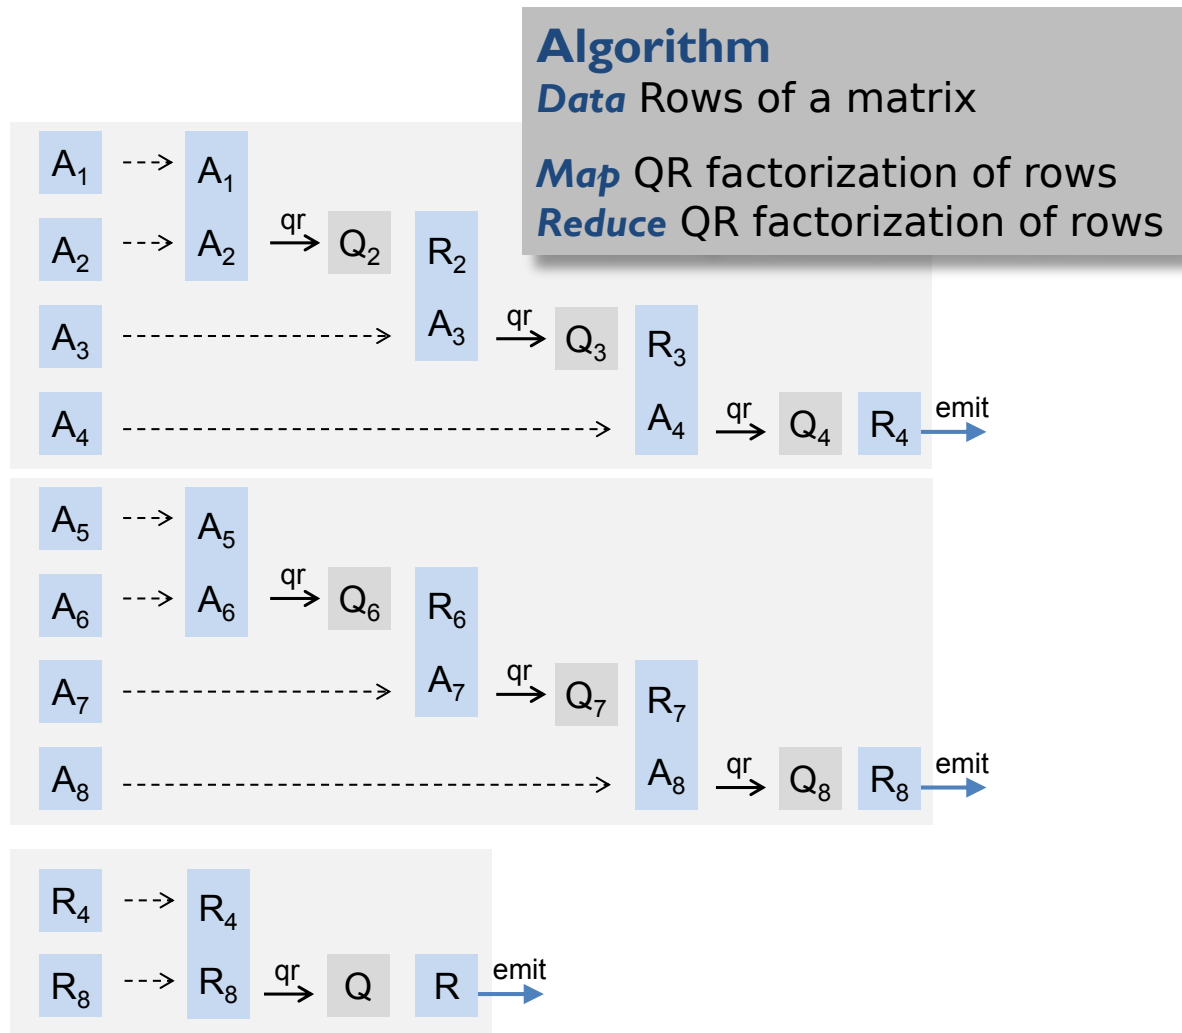 Algorithm
Data Rows of a matrix
Map QR factorization of rows
Reduce QR factorization of rows
A1 A1
A2 A2 qr Q2 R2
A3 A3 qr Q3 R3
A4 A4 qr Q4 R4 emit
A5 A5
A6 A6 qr Q6 R6
A7 A7 qr Q7 R7
A8 A8 qr Q8 R8 emit
R4 R4
R8 R8 qr Q R emit